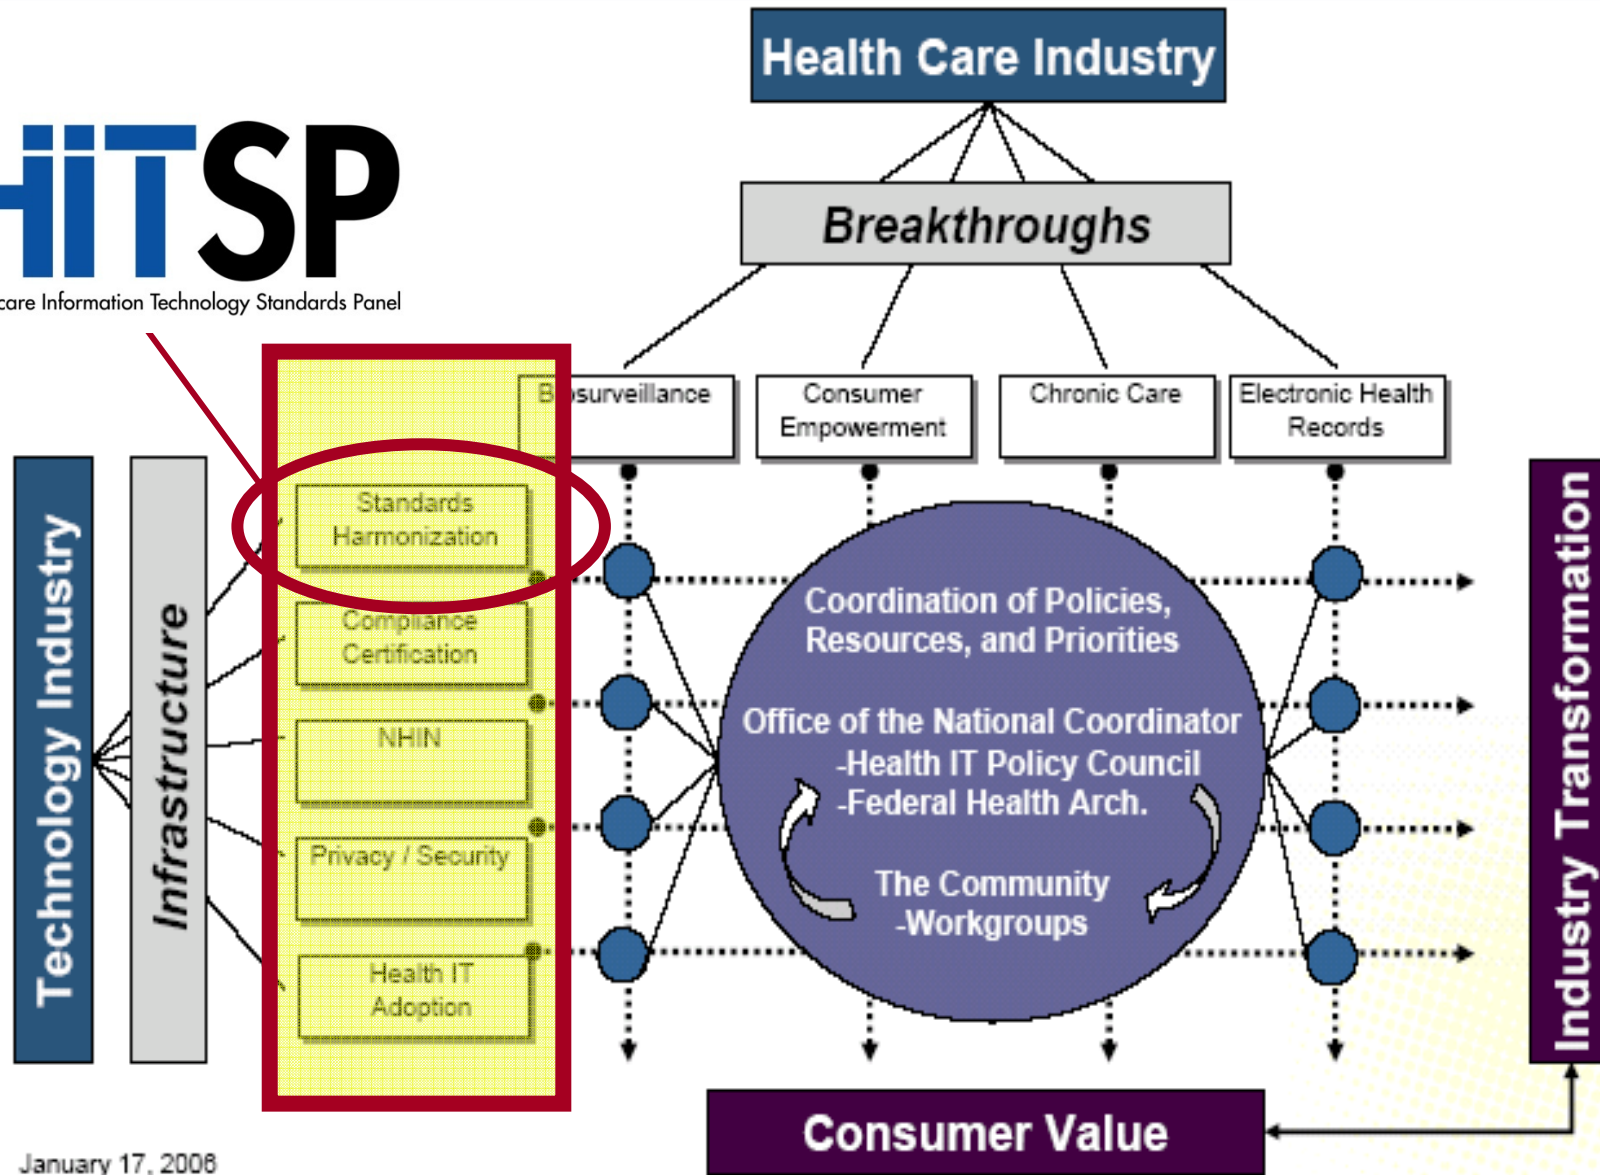 Health Care Industry
HITSP
care Information Technology Standards Panel
Breakthroughs
Biosurveillance
Consumer
Empowerment
Chronic Care
Electronic Health
Records
Technology Industry
Infrastructure
Standards
Harmonization
Compliance
Certification
NHIN
Privacy / Security
Health IT
Adoption
Coordination of Policies,
Resources, and Priorities
Office of the National Coordinator
-Health IT Policy Council
-Federal Health Arch.
The Community
-Workgroups
Industry Transformation
Consumer Value
January 17, 2006